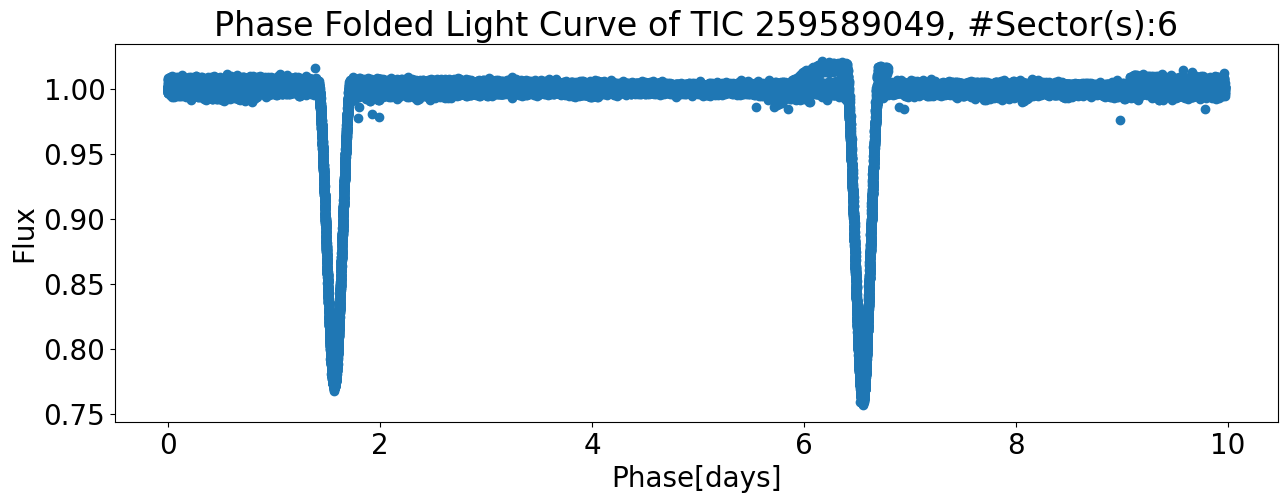 Phase Folded Light Curve of TIC 259589049, #Sector(s):6
1.00
0.95
0.90
0.85
0.80
0.75
Flux
0 2 4 6 8 10
Phase[days]